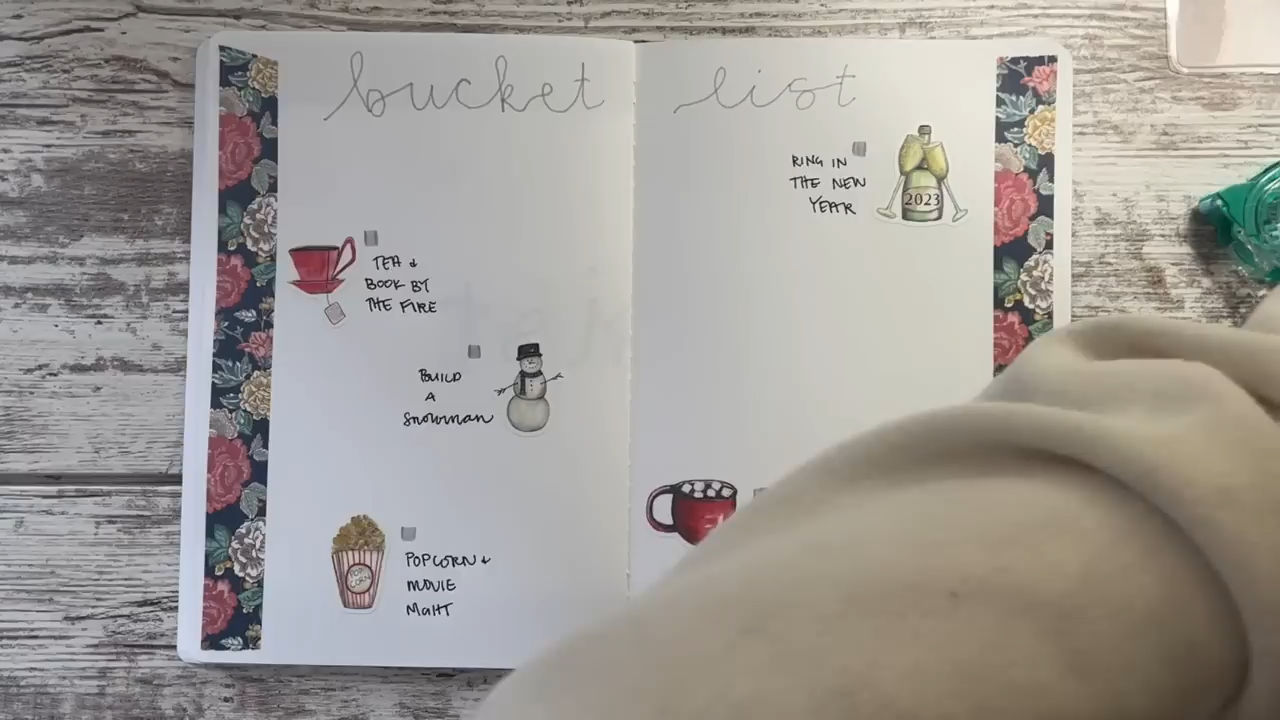 bucket list
TEA &
BOOK BY
THE FIRE
BUILD
A
Snowman
POPCORN &
MOVIE
POP
CORN
RING IN
THE NEW
YEAR
2023